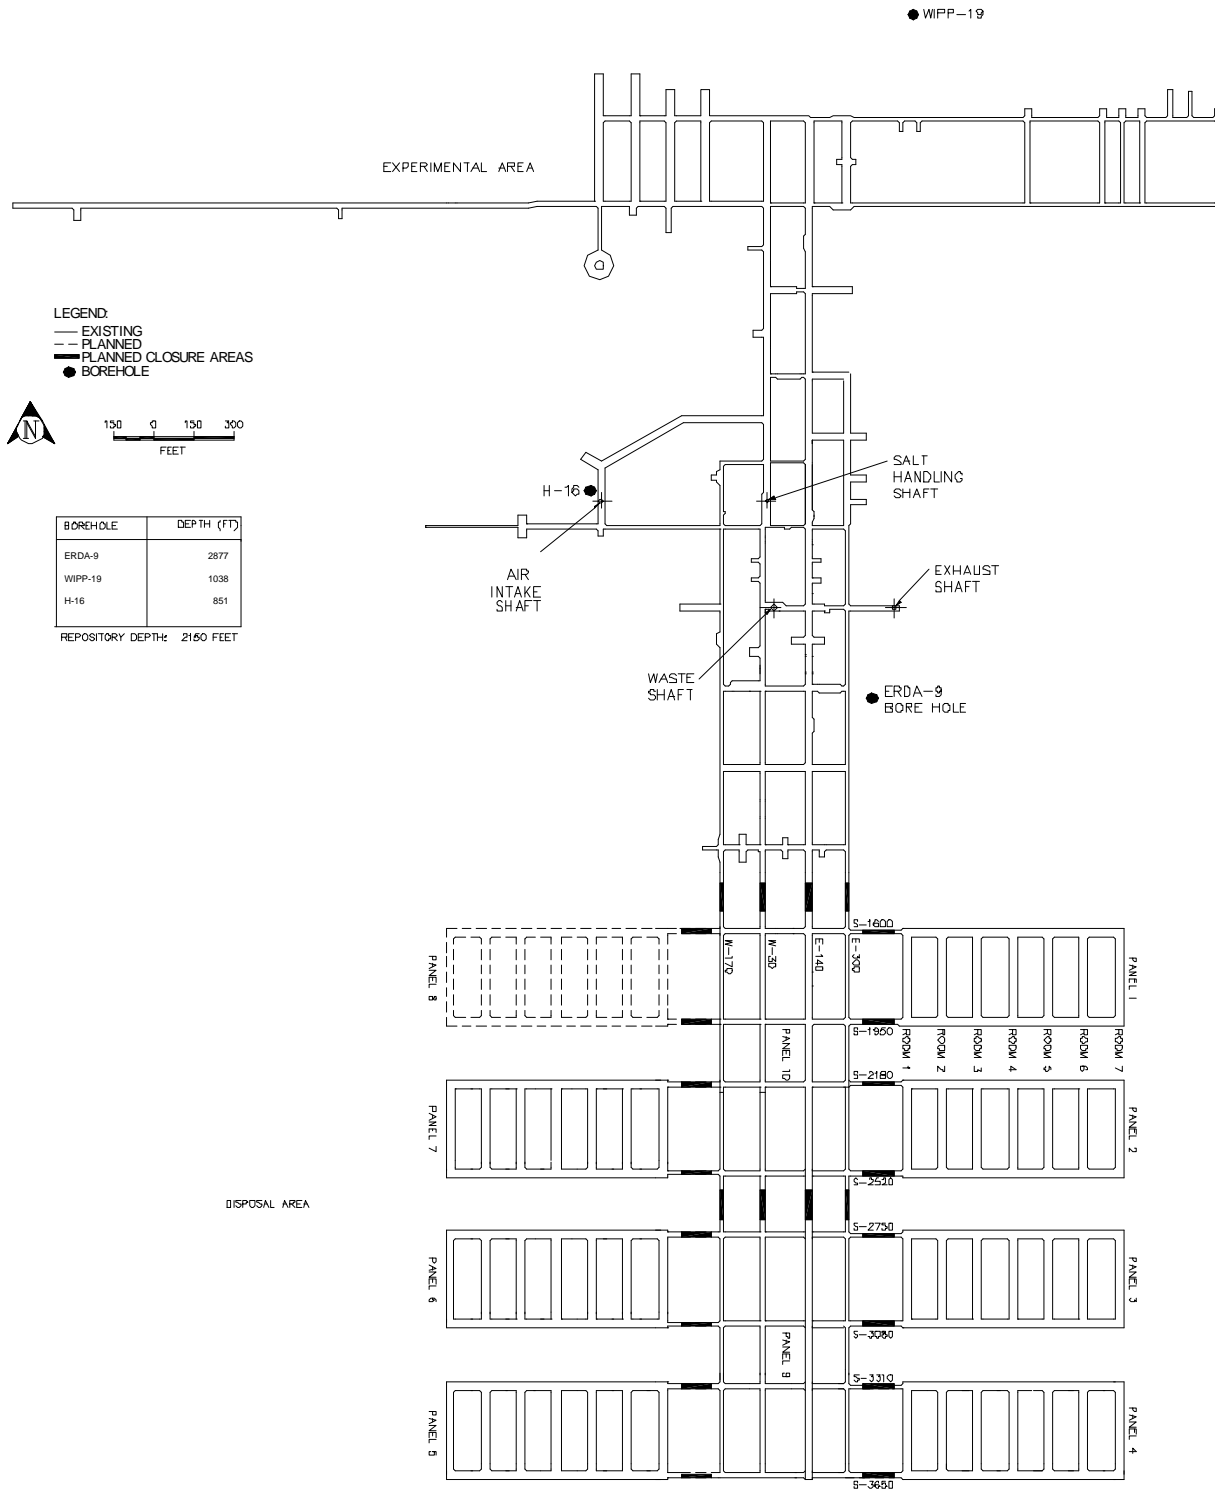 WIPP-19
EXPERIMENTAL AREA
LEGEND:
EXISTING
PLANNED
PLANNED CLOSURE AREAS
BOREHOLE
N
150 0 150 300
FEET
SALT
HANDLING
SHAFT
H-16
BOREHOLE DEPTH (FT)
ERDA-9 2877
WIPP-19 1038
H-16 851
REPOSITORY DEPTH: 2150 FEET
AIR
INTAKE
SHAFT
EXHAUST
SHAFT
WASTE
SHAFT
ERDA-9
BORE HOLE
S-1600
W-170
W-30
E-140
E-300
PANEL 8
PANEL 1
S-1950
PANEL 10
ROOM 1
ROOM 2
ROOM 3
ROOM 4
ROOM 5
ROOM 6
ROOM 7
S-2180
PANEL 7
PANEL 2
S-2520
DISPOSAL AREA
S-2750
PANEL 6
PANEL 3
S-3080
PANEL 9
S-3310
PANEL 5
PANEL 4
S-3650